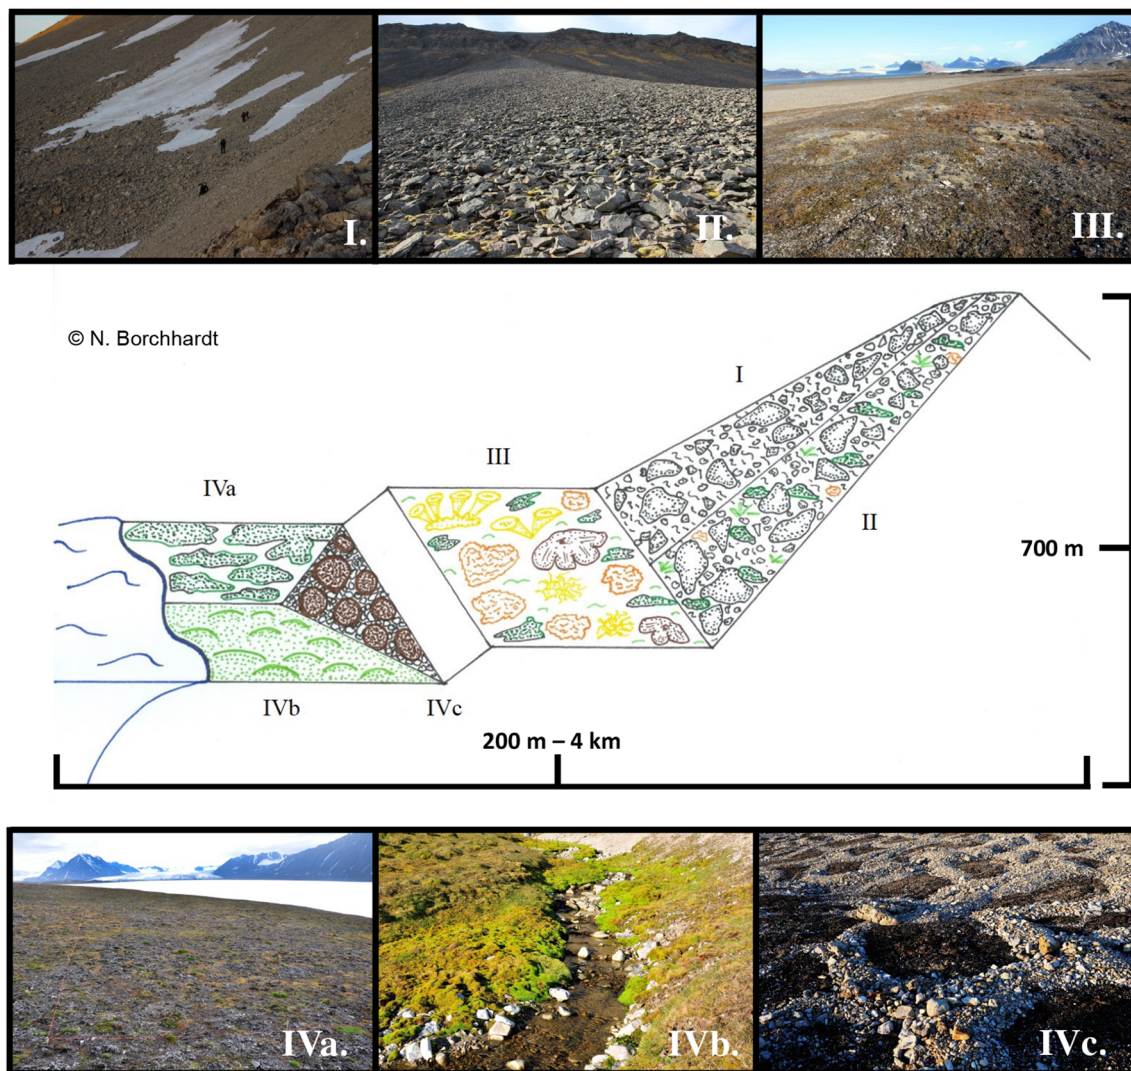 I.
II.
III.
© N. Borchhardt
I
III
IVa
II
700 m
IVb
IVc
200 m – 4 km
IVa.
IVb.
IVc.